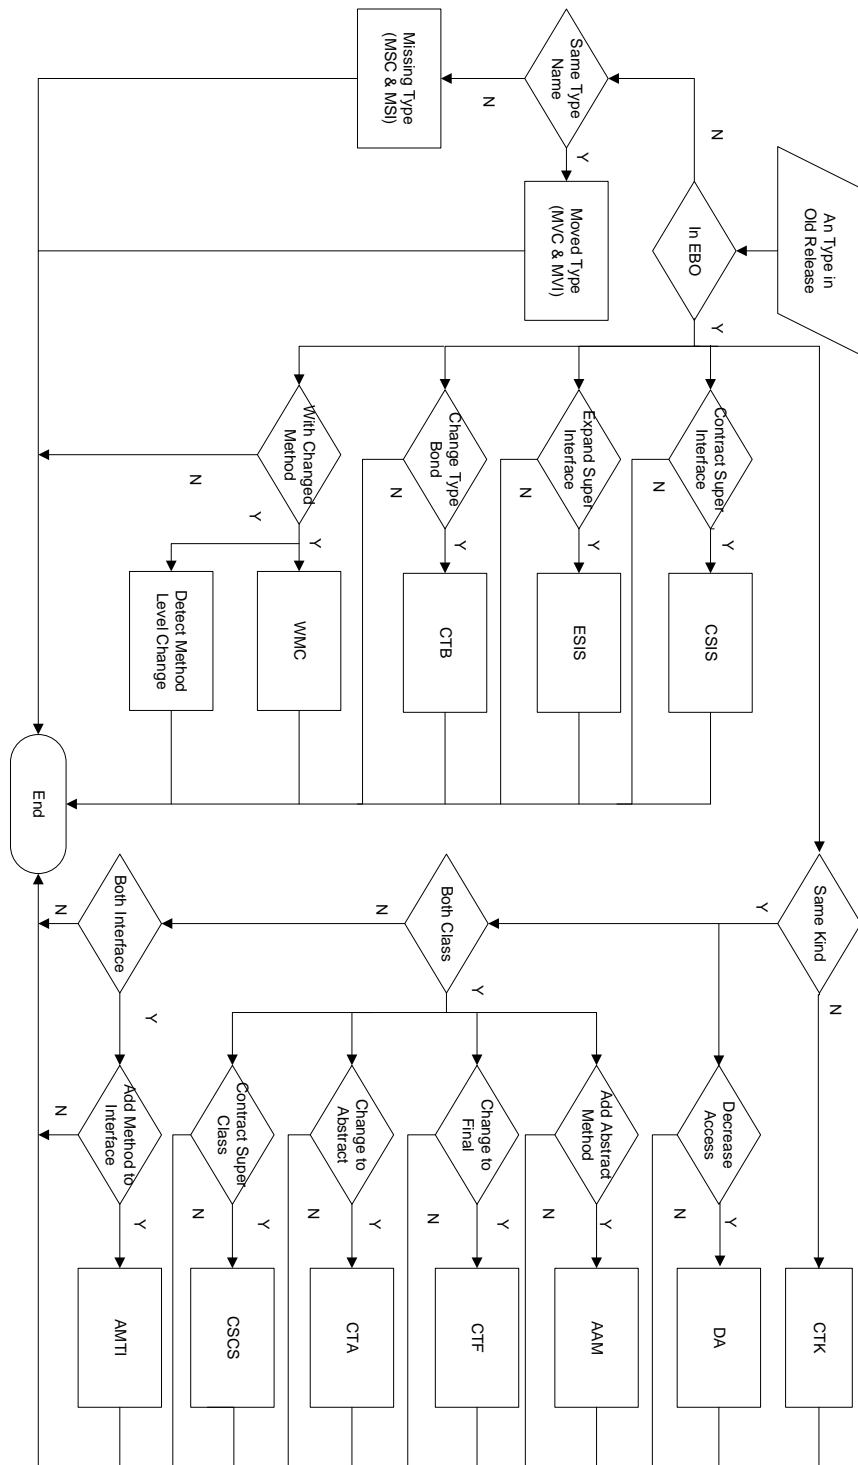 An Type in
Old Release
In EBO
N
Y
Same Type
Name
N
Y
Missing Type
(MSC & MSI)
Moved Type
(MVC & MVI)
Contract Super
Interface
N
Y
CSIS
Expand Super
Interface
N
Y
ESIS
Change Type
Bond
N
Y
CTB
With Changed
Method
N
Y
Y
WMC
Detect Method
Level Change
End
Same Kind
Y
N
CTK
Decrease
Access
N
Y
DA
Both Class
N
Y
Add Abstract
Method
N
Y
AAM
Change to
Final
N
Y
CTF
Change to
Abstract
N
Y
CTA
Contract Super
Class
N
Y
CSCS
Both Interface
N
Y
Add Method to
Interface
N
Y
AMTI